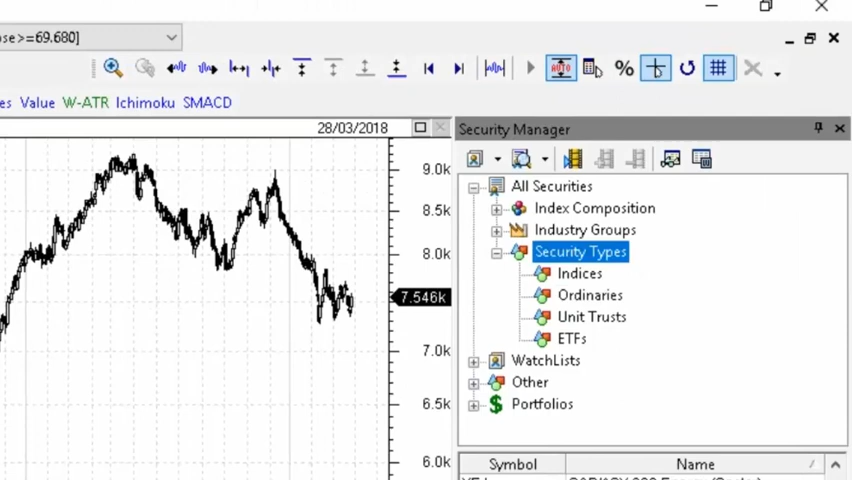 ose>=69.680]
AUTO %
es Value W-ATR Ichimoku SMACD
28/03/2018
Security Manager
9.0k
8.5k
8.0k
7.546k
7.0k
6.5k
6.0k
All Securities
Index Composition
Industry Groups
Security Types
Indices
Ordinaries
Unit Trusts
ETFs
WatchLists
Other
$ Portfolios
Symbol Name